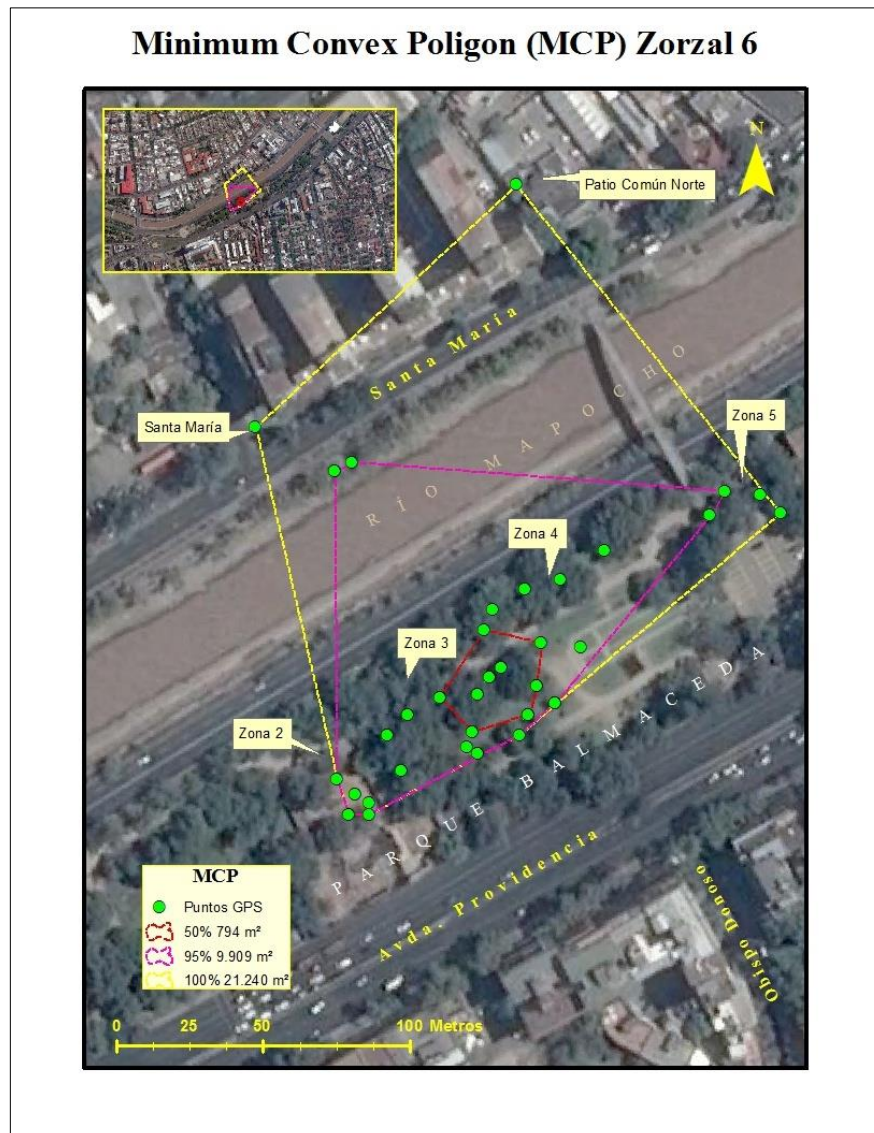 Minimum Convex Poligon (MCP) Zorzal 6
N
Patio Común Norte
Santa María
Santa María
RÍO MAPOCHO
Zona 5
Zona 4
Zona 3
Zona 2
PARQUE BALMACEDA
Avda. Providencia
Obispo Donoso
MCP
Puntos GPS
50% 794 m²
95% 9.909 m²
100% 21.240 m²
0 25 50 100 Metros